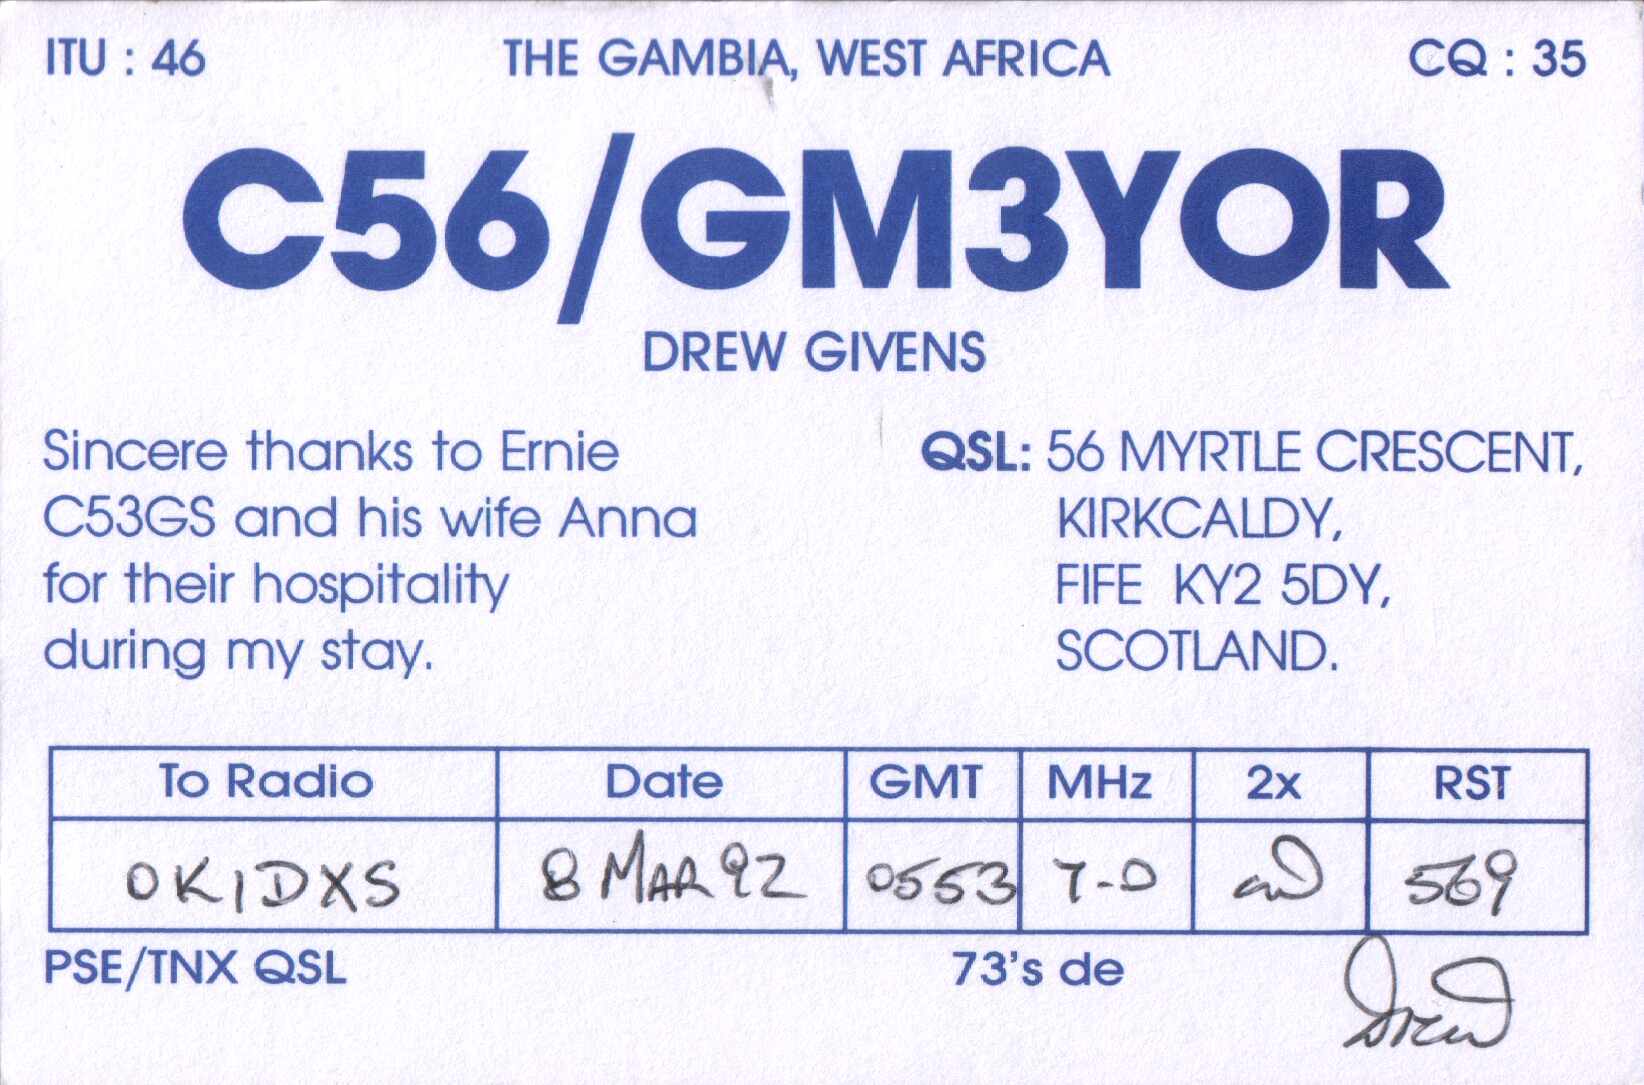 ITU : 46 THE GAMBIA, WEST AFRICA CQ : 35
C56/GM3YOR
DREW GIVENS
Sincere thanks to Ernie
C53GS and his wife Anna
for their hospitality
during my stay.
QSL: 56 MYRTLE CRESCENT,
KIRKCALDY,
FIFE KY2 5DY,
SCOTLAND.
To Radio Date GMT MHz 2x RST
OK1DXS 8 MAR 92 0553 7-0 569
PSE/TNX QSL 73's de Drew